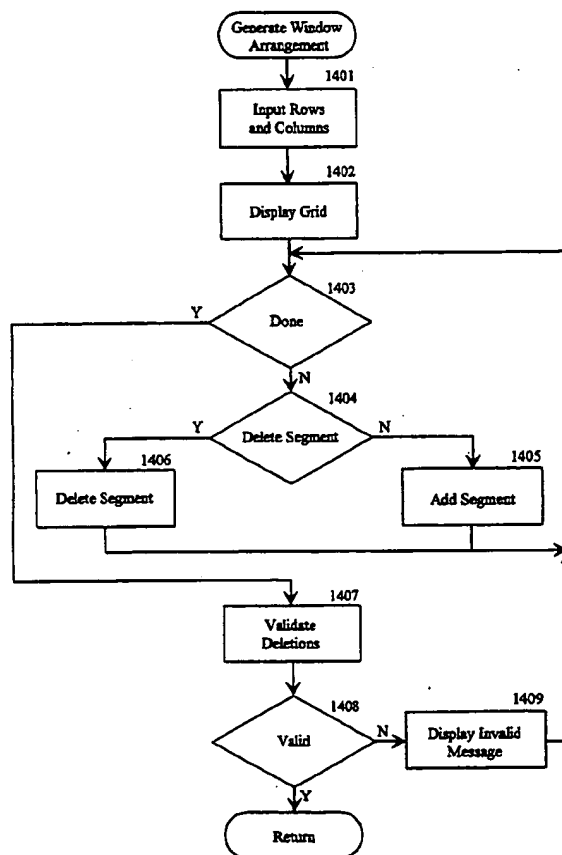 Generate Window
Arrangement
1401
Input Rows
and Columns
1402
Display Grid
1403
Y
Done
N
1404
Y
Delete Segment
N
1406
Delete Segment
1405
Add Segment
1407
Validate
Deletions
1408
Valid
N
1409
Display Invalid
Message
Y
Return